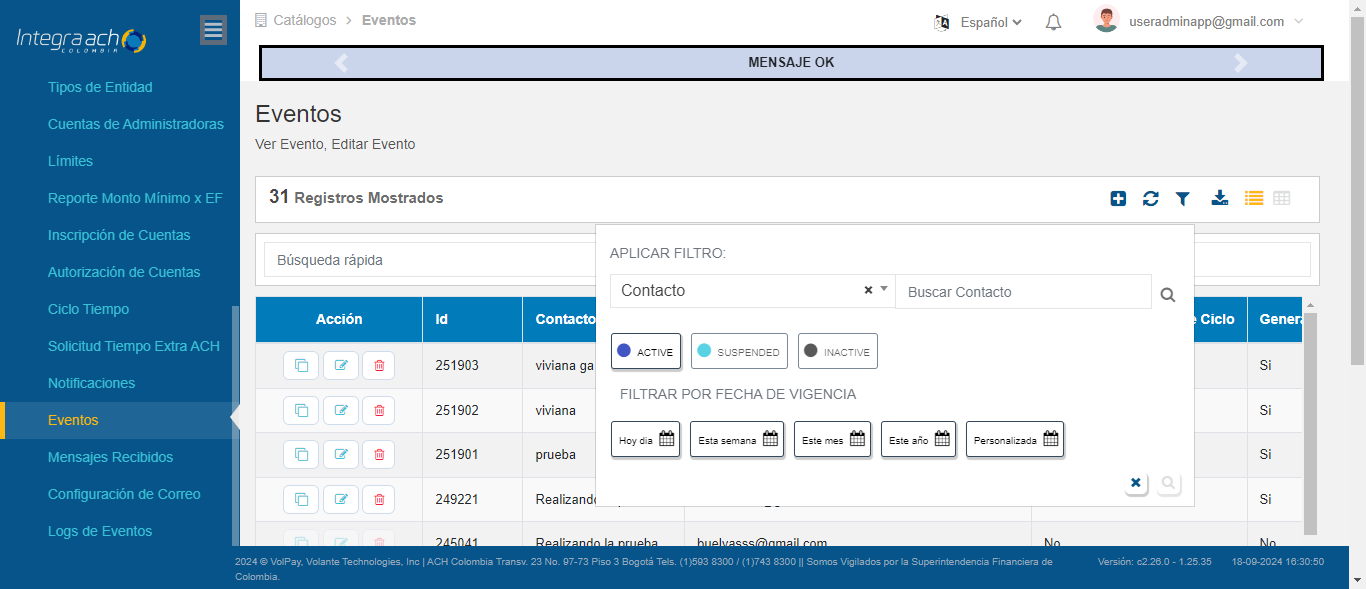 Integra ach
COLOMBIA
Tipos de Entidad
Cuentas de Administradoras
Límites
Reporte Monto Mínimo x EF
Inscripción de Cuentas
Autorización de Cuentas
Ciclo Tiempo
Solicitud Tiempo Extra ACH
Notificaciones
Eventos
Mensajes Recibidos
Configuración de Correo
Logs de Eventos
Catálogos > Eventos
Español
useradminapp@gmail.com
MENSAJE OK
Eventos
Ver Evento, Editar Evento
31 Registros Mostrados
Búsqueda rápida
APLICAR FILTRO:
Contacto
Buscar Contacto
ACTIVE SUSPENDED INACTIVE
FILTRAR POR FECHA DE VIGENCIA
Hoy dia Esta semana Este mes Este año Personalizada
Acción Id Contacto Ciclo
251903 viviana ga Si
251902 viviana Si
251901 prueba Si
249221 Realizando Si
245041 Realizando la prueba buelvasss@gmail.com No No
2024 © VolPay, Volante Technologies, Inc | ACH Colombia Transv. 23 No. 97-73 Piso 3 Bogotá Tels. (1)593 8300 / (1)743 8300 || Somos Vigilados por la Superintendencia Financiera de
Colombia.
Versión: c2.26.0 - 1.25.35 18-09-2024 16:30:50